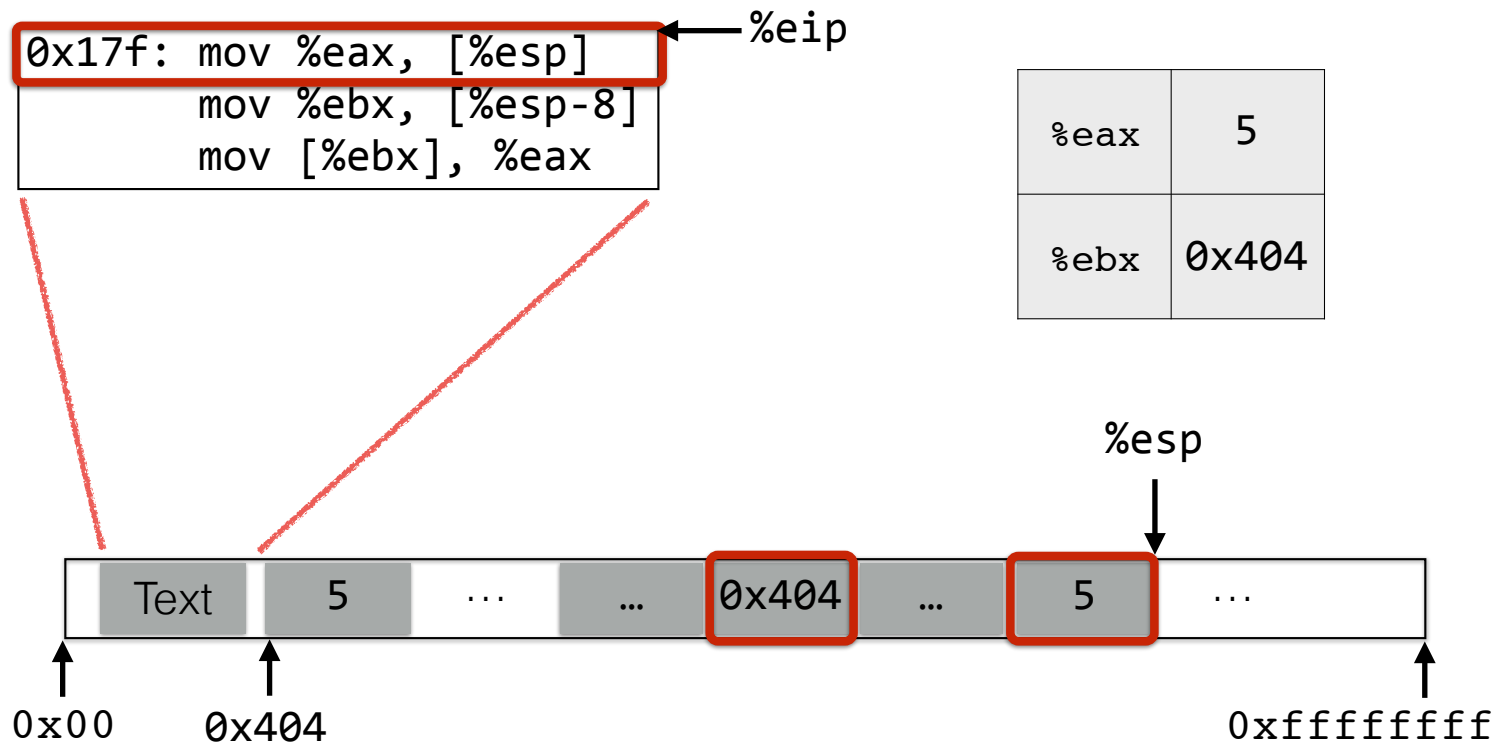 %eip
0x17f: mov %eax, [%esp]
mov %ebx, [%esp-8]
mov [%ebx], %eax
%eax 5
%ebx 0x404
%esp
Text 5 ... ... 0x404 ... 5 ...
0x00 0x404 0xffffffff